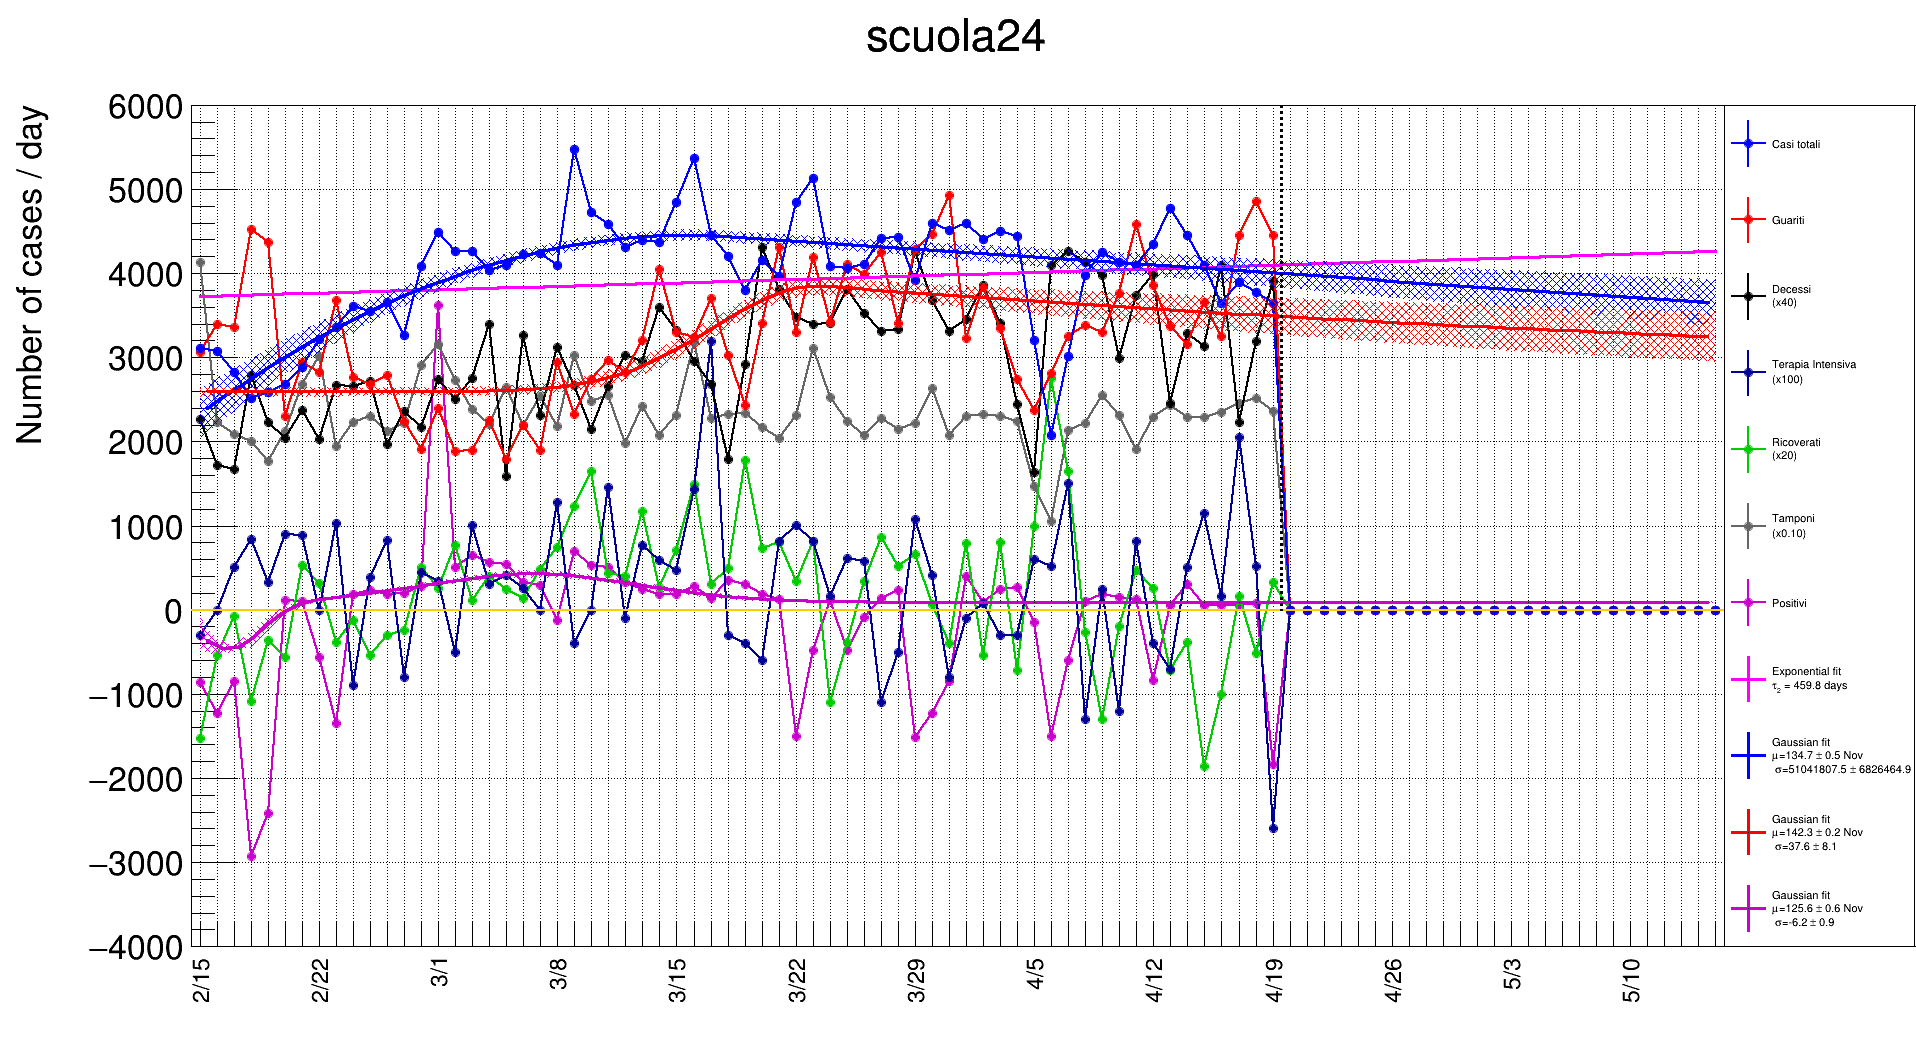 scuola24
Number of cases / day
6000
5000
4000
3000
2000
1000
0
−1000
−2000
−3000
−4000
2/15
2/22
3/1
3/8
3/15
3/22
3/29
4/5
4/12
4/19
4/26
5/3
5/10
Casi totali
Guariti
Decessi
(x40)
Terapia Intensiva
(x100)
Ricoverati
(x20)
Tamponi
(x0.10)
Positivi
Exponential fit
τ₂ = 459.8 days
Gaussian fit
μ=134.7 ± 0.5 Nov
σ=51041807.5 ± 6826464.9
Gaussian fit
μ=142.3 ± 0.2 Nov
σ=37.6 ± 8.1
Gaussian fit
μ=125.6 ± 0.6 Nov
σ=-6.2 ± 0.9